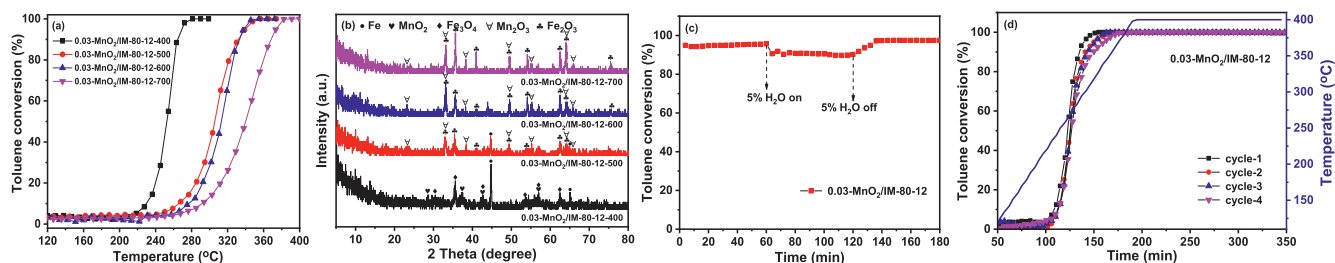 (a)
0.03-MnO₂/IM-80-12-400
0.03-MnO₂/IM-80-12-500
0.03-MnO₂/IM-80-12-600
0.03-MnO₂/IM-80-12-700
Toluene conversion (%)
100
80
60
40
20
0
120 160 200 240 280 320 360 400
Temperature (°C)
(b)
Fe MnO₂ Fe₃O₄ Mn₂O₃ Fe₂O₃
0.03-MnO₂/IM-80-12-700
0.03-MnO₂/IM-80-12-600
0.03-MnO₂/IM-80-12-500
0.03-MnO₂/IM-80-12-400
Intensity (a.u.)
10 20 30 40 50 60 70 80
2 Theta (degree)
(c)
5% H₂O on
5% H₂O off
0.03-MnO₂/IM-80-12
Toluene conversion (%)
100
80
60
40
20
0
0 20 40 60 80 100 120 140 160 180
Time (min)
(d)
0.03-MnO₂/IM-80-12
cycle-1
cycle-2
cycle-3
cycle-4
Toluene conversion (%)
100
80
60
40
20
0
50 100 150 200 250 300 350
Time (min)
400
350
300
250
200
150
Temperature (°C)